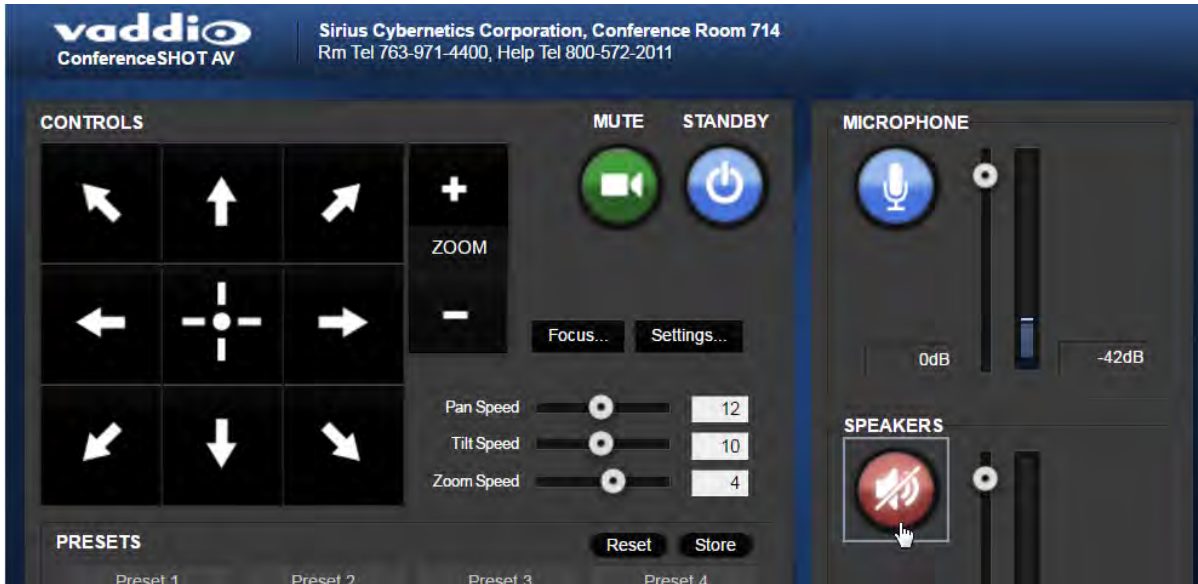 vaddio
ConferenceSHOT AV
Sirius Cybernetics Corporation, Conference Room 714
Rm Tel 763-971-4400, Help Tel 800-572-2011
CONTROLS
MUTE STANDBY
+
ZOOM
−
Focus... Settings...
Pan Speed 12
Tilt Speed 10
Zoom Speed 4
PRESETS
Reset Store
Preset 1 Preset 2 Preset 3 Preset 4
MICROPHONE
0dB -42dB
SPEAKERS